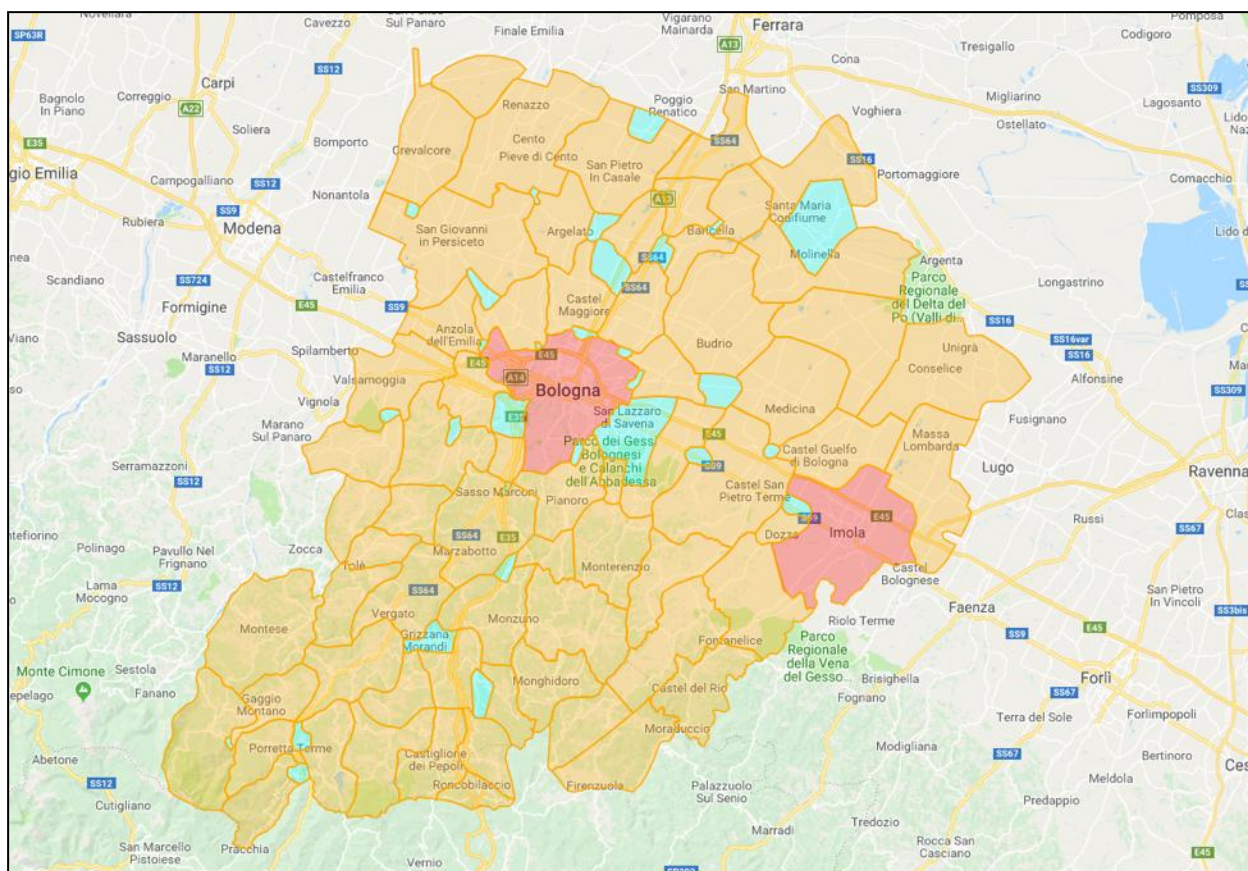 Novellara
Cavezzo
Sul Panaro
Finale Emilia
Vigarano
Mainarda
Ferrara
Pomposa
Codigoro
SP63R
SS12
A13
Tresigallo
Cona
Carpi
Correggio
Bagnolo
In Piano
A22
Soliera
Bomporto
Renazzo
Poggio
Renatico
San Martino
Voghiera
Migliarino
Ostellato
Lagosanto
SS309
E35
Crevalcore
Cento
Pieve di Cento
San Pietro
In Casale
SS64
SS16
Portomaggiore
Comacchio
gio Emilia
Campogalliano
SS12
Nonantola
SS9
Rubiera
Modena
San Giovanni
in Persiceto
Argelato
A13
Baricella
Santa Maria
Codifiume
Molinella
SS64
Argenta
Parco
Regionale
del Delta del
Po (Valli di...
Longastrino
Scandiano
SS724
Castelfranco
Emilia
Formigine
E45
SS9
Castel
Maggiore
SS64
SS16
SS309
Viano
Sassuolo
Maranello
SS12
Spilamberto
Anzola
dell'Emilia
E45
E45
Budrio
Unigrà
Conselice
SS16var
SS16
Alfonsine
Valsamoggia
Vignola
A14
Bologna
Marano
Sul Panaro
E35
San Lazzaro
di Savena
Medicina
Fusignano
SS309
Serramazzoni
SS12
Parco dei Gess
Bolognesi
e Calanchi
dell'Abbadessa
E45
SS9
Castel Guelfo
di Bologna
Massa
Lombarda
Lugo
Ravenna
Sasso Marconi
Pianoro
Castel San
Pietro Terme
Polinago
Pavullo Nel
Frignano
Zocca
SS64
E35
Marzabotto
Tolè
Dozza
SS9
E45
Imola
Russi
SS67
SS67
Lama
Mocogno
SS12
Monterenzio
Castel
Bolognese
San Pietro
In Vincoli
SS64
Vergato
Faenza
SS3bis
Montese
Grizzana
Morandi
Monzuno
Fontanelice
Riolo Terme
SS9
E45
Monte Cimone
Sestola
Fanano
Parco
Regionale
della Vena
del Gesso...
Brisighella
Forlì
Gaggio
Montano
Monghidoro
Castel del Rio
Fognano
SS67
Terra del Sole
Forlimpopoli
Abetone
Porretta Terme
Moraduccio
Modigliana
SS67
Bertinoro
SS12
Castiglione
dei Pepoli
Roncobilaccio
Firenzuola
Palazzuolo
Sul Senio
Meldola
Ces
Cutigliano
Predappio
San Marcello
Pistoiese
Pracchia
Vernio
Marradi
Tredozio
Rocca San
Casciano
E45